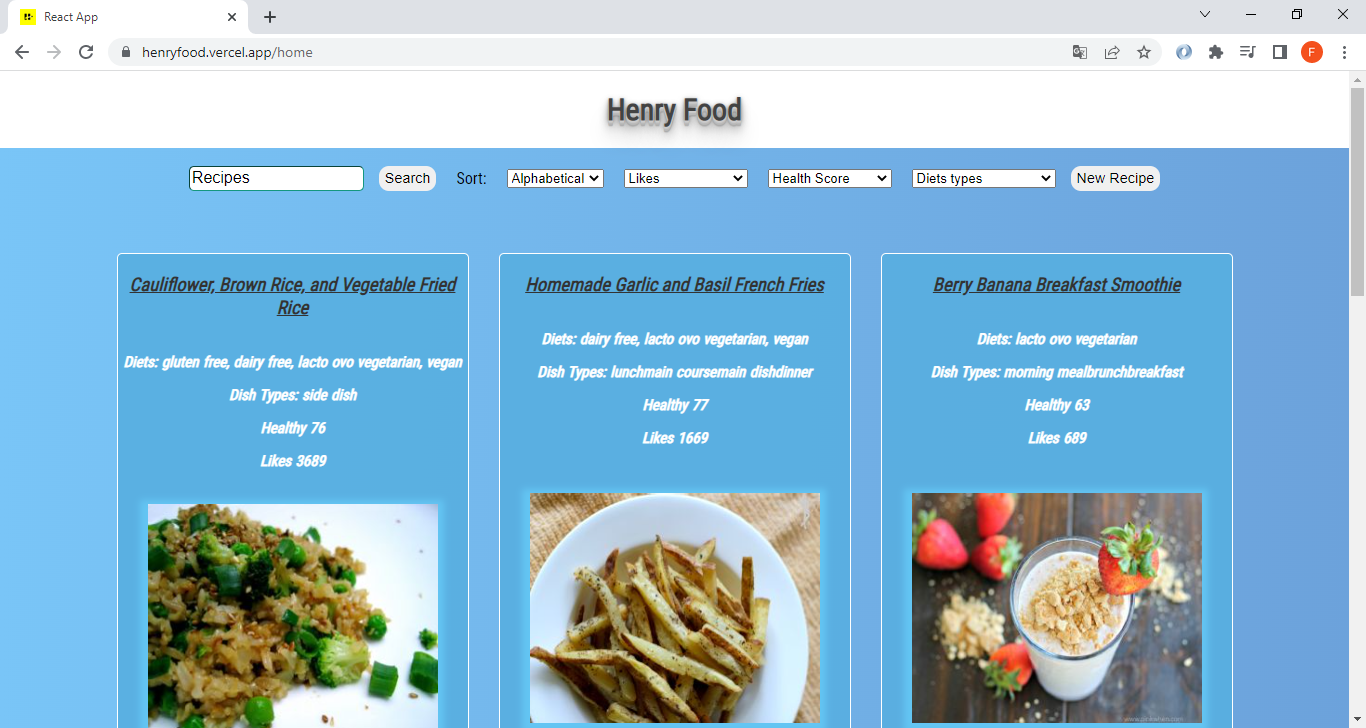 React App
henryfood.vercel.app/home
F
Henry Food
Recipes Search Sort: Alphabetical Likes Health Score Diets types New Recipe
Cauliflower, Brown Rice, and Vegetable Fried
Rice
Diets: gluten free, dairy free, lacto ovo vegetarian, vegan
Dish Types: side dish
Healthy 76
Likes 3689
Homemade Garlic and Basil French Fries
Diets: dairy free, lacto ovo vegetarian, vegan
Dish Types: lunchmain coursemain dishdinner
Healthy 77
Likes 1669
Berry Banana Breakfast Smoothie
Diets: lacto ovo vegetarian
Dish Types: morning mealbrunchbreakfast
Healthy 63
Likes 689